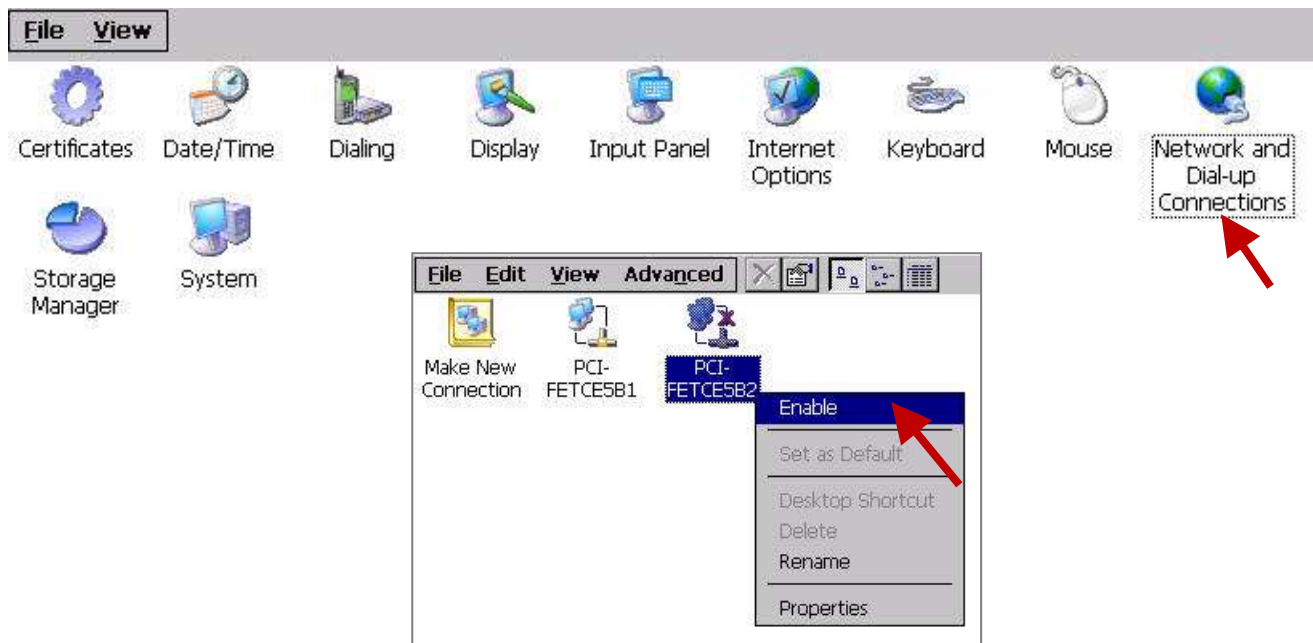 File View
Certificates Date/Time Dialing Display Input Panel Internet Options Keyboard Mouse Network and Dial-up Connections
Storage Manager System
File Edit View Advanced
Make New Connection PCI-FETCE5B1 PCI-FETCE5B2
Enable
Set as Default
Desktop Shortcut
Delete
Rename
Properties